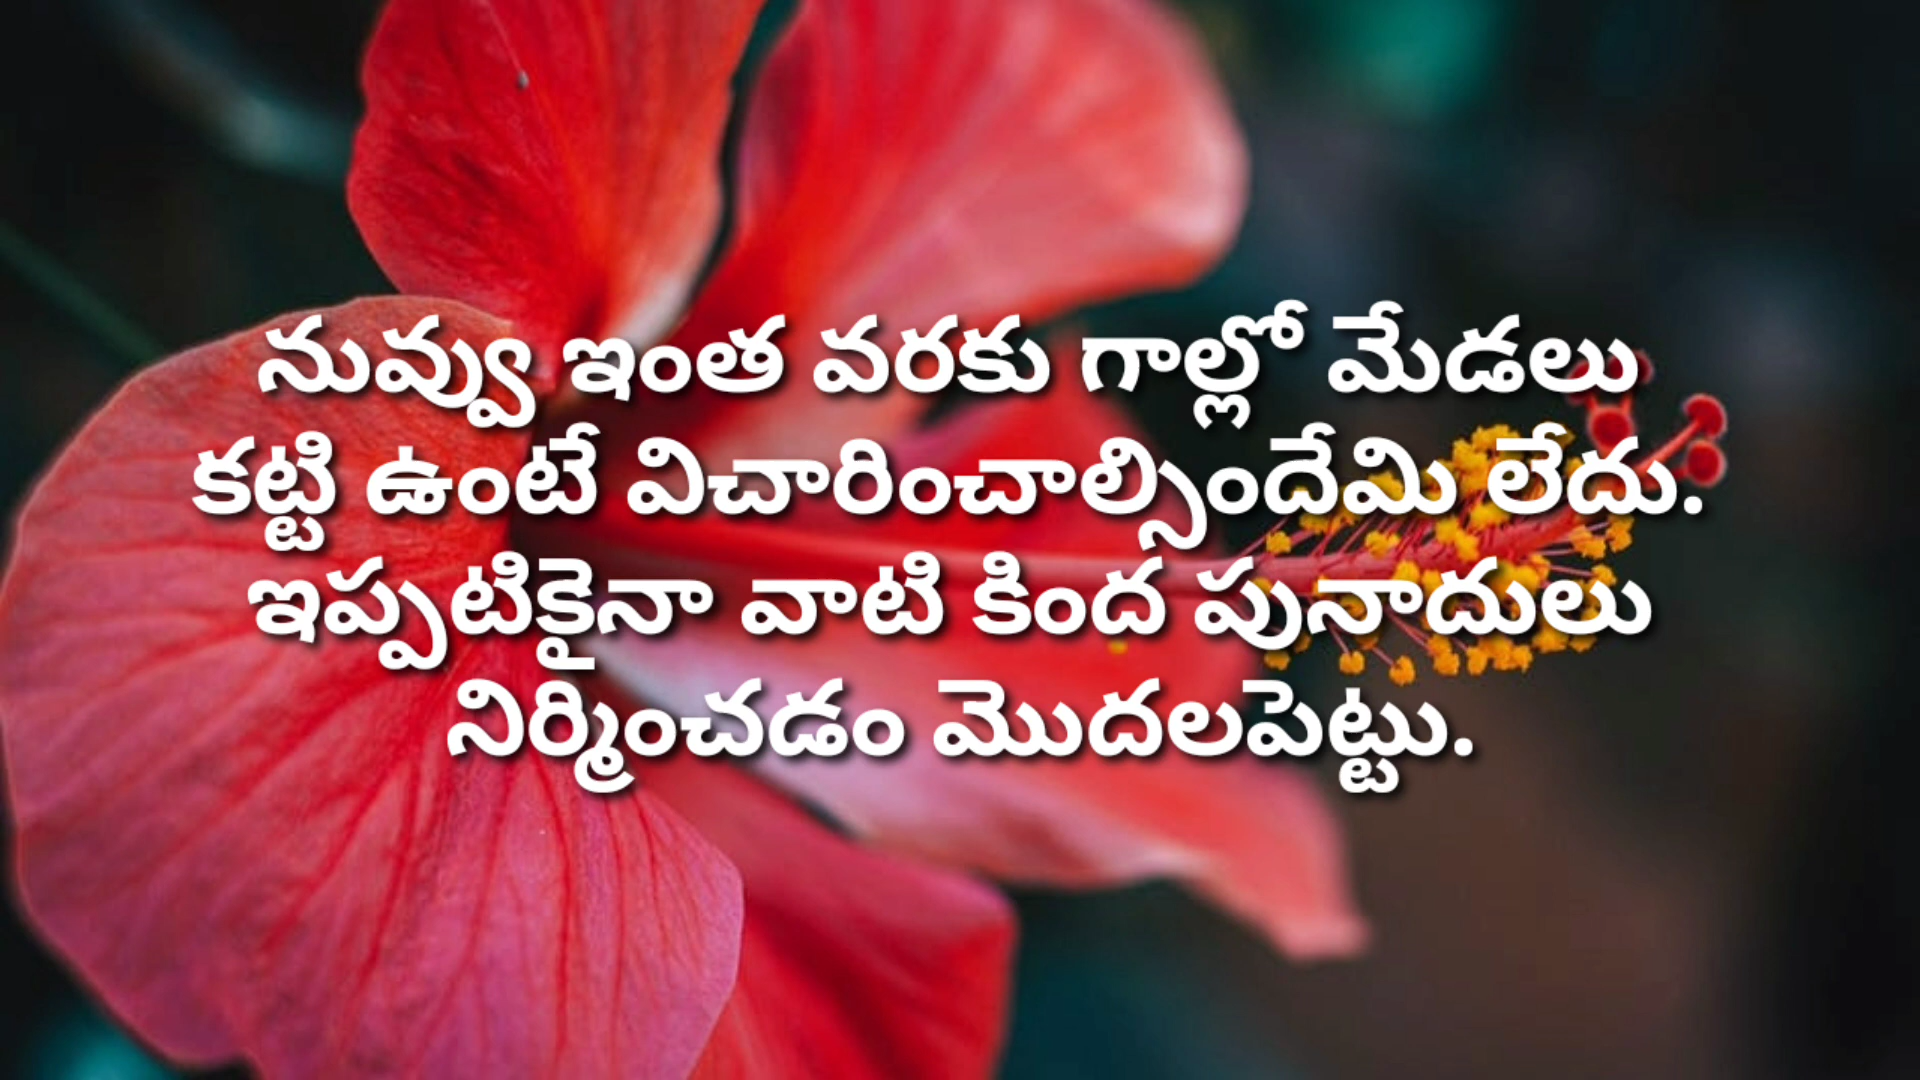 నువ్వు ఇంత వరకు గాల్లో మేడలు
కట్టి ఉంటే విచారించాల్సిందేమి లేదు.
ఇప్పటికైనా వాటి కింద పునాదులు
నిర్మించడం మొదలపెట్టు.